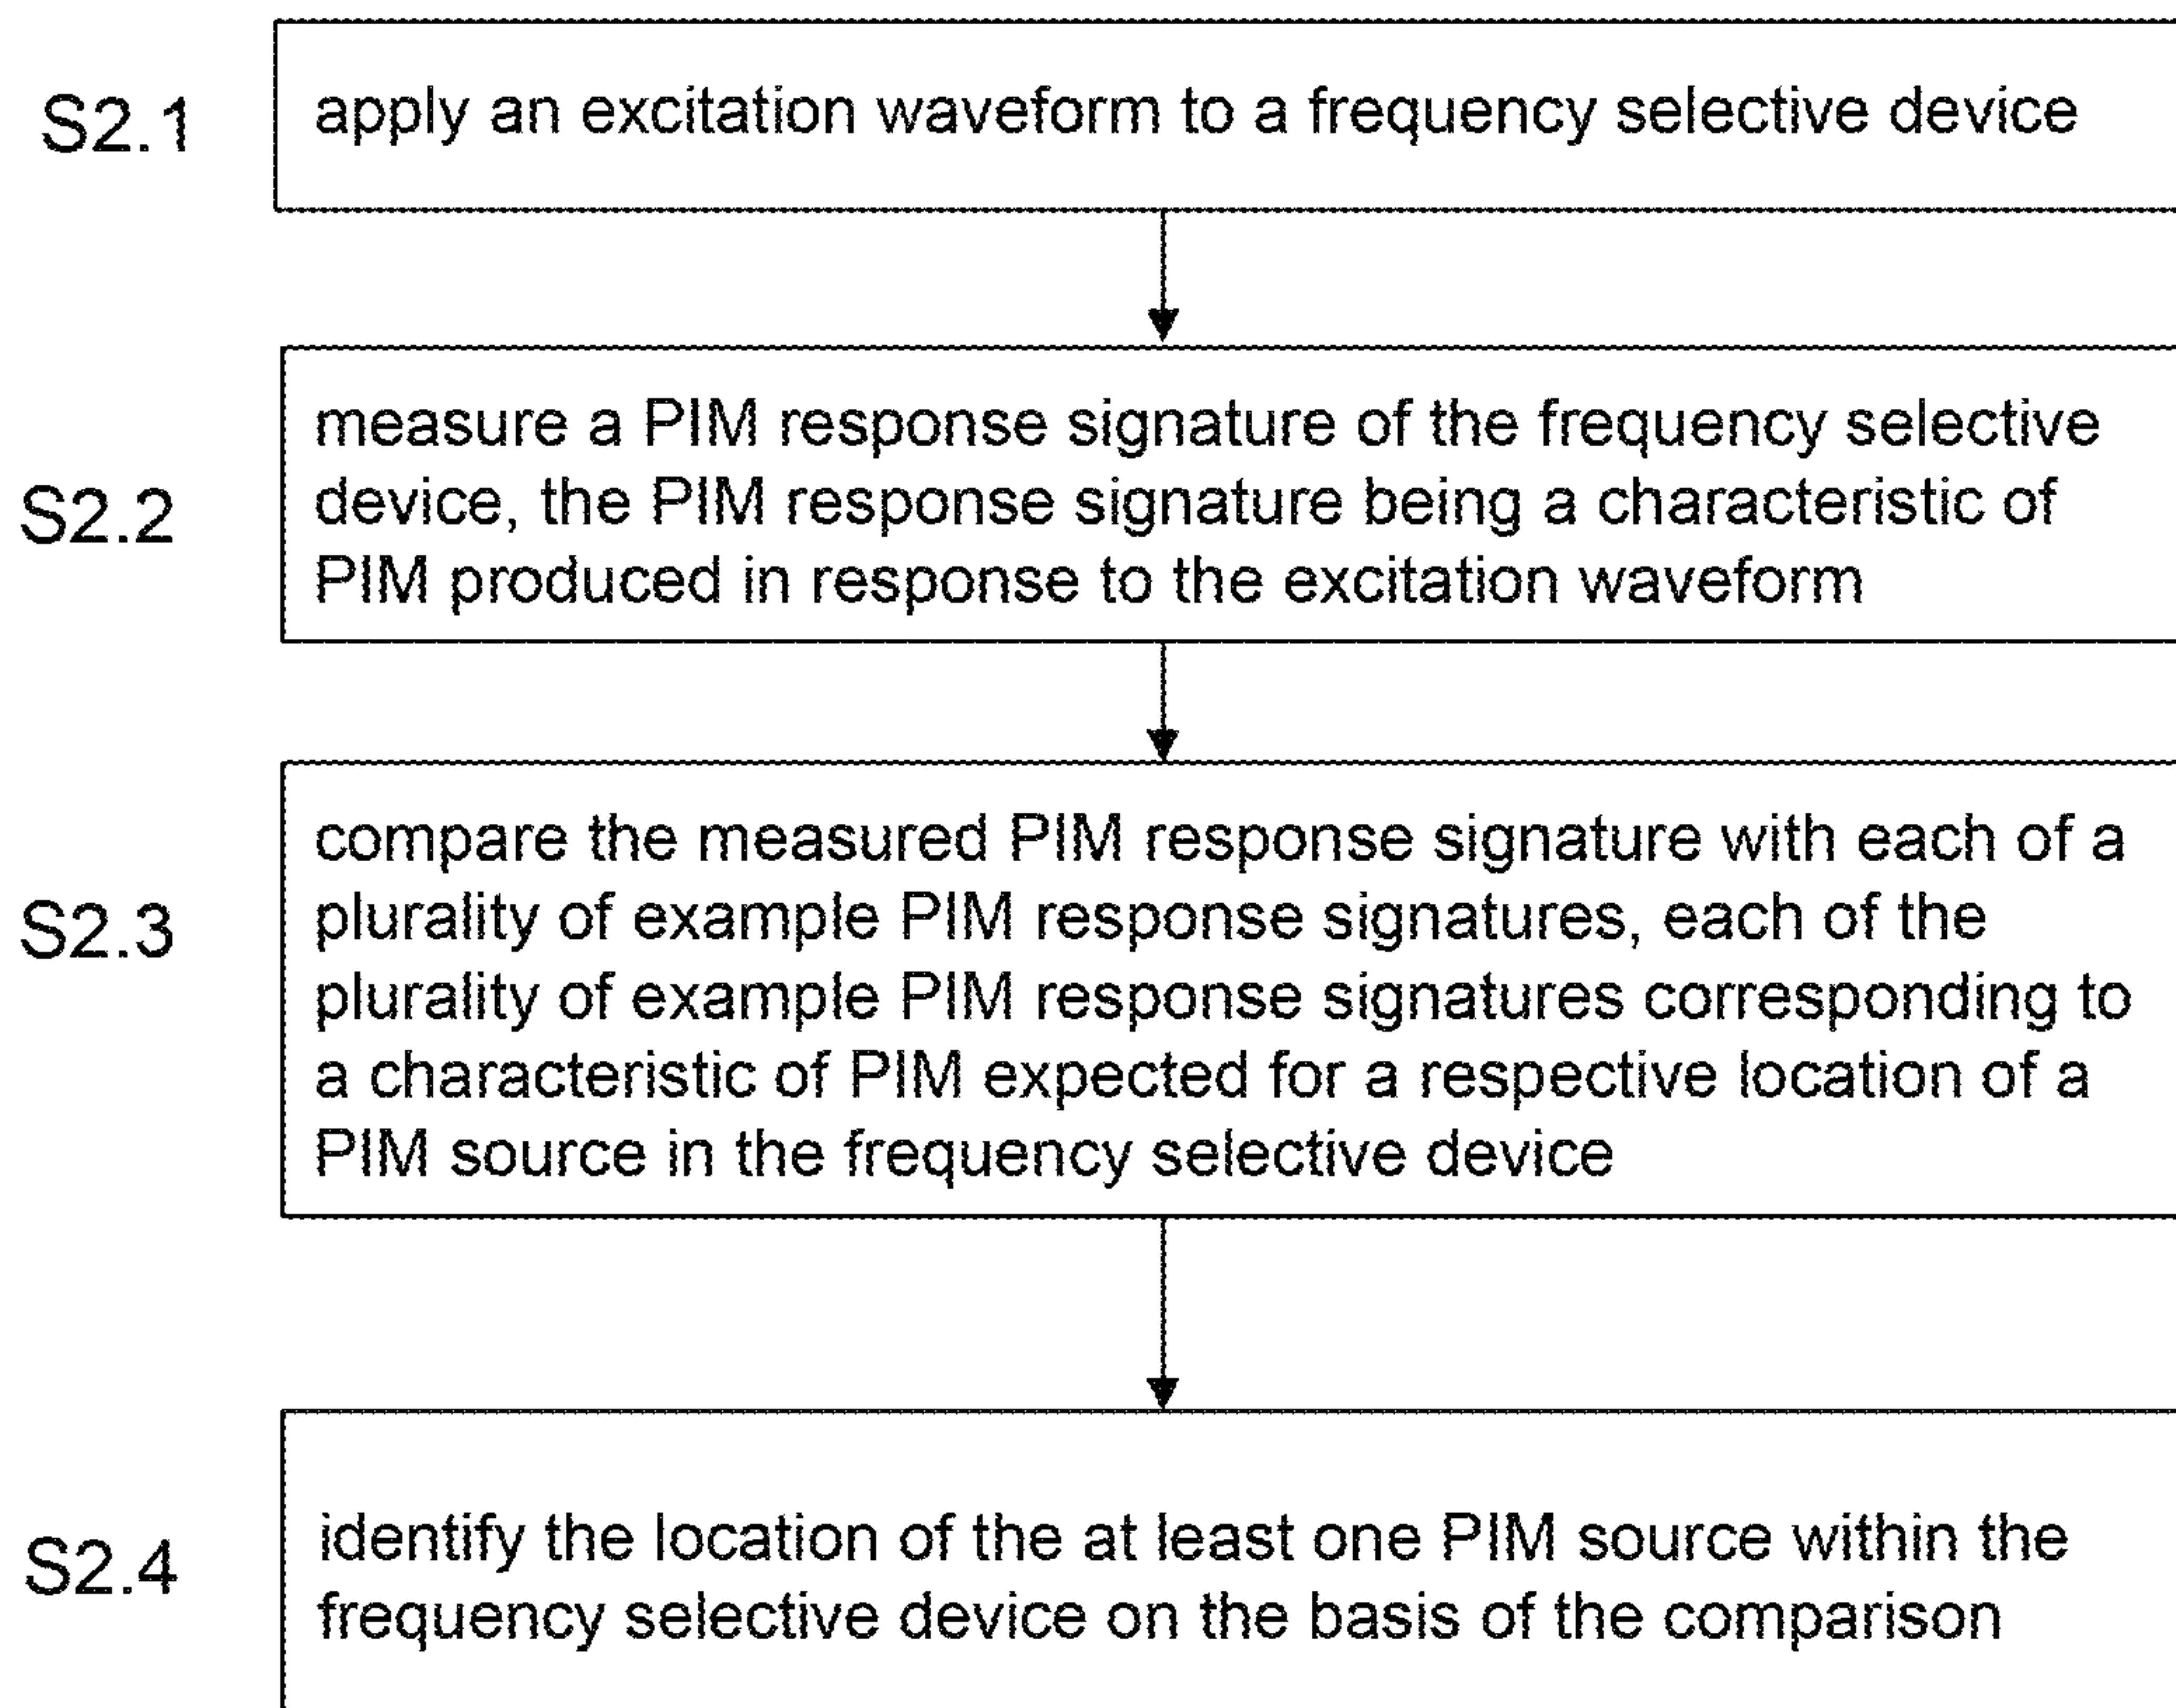 S2.1
apply an excitation waveform to a frequency selective device
S2.2
measure a PIM response signature of the frequency selective
device, the PIM response signature being a characteristic of
PIM produced in response to the excitation waveform
S2.3
compare the measured PIM response signature with each of a
plurality of example PIM response signatures, each of the
plurality of example PIM response signatures corresponding to
a characteristic of PIM expected for a respective location of a
PIM source in the frequency selective device
S2.4
identify the location of the at least one PIM source within the
frequency selective device on the basis of the comparison